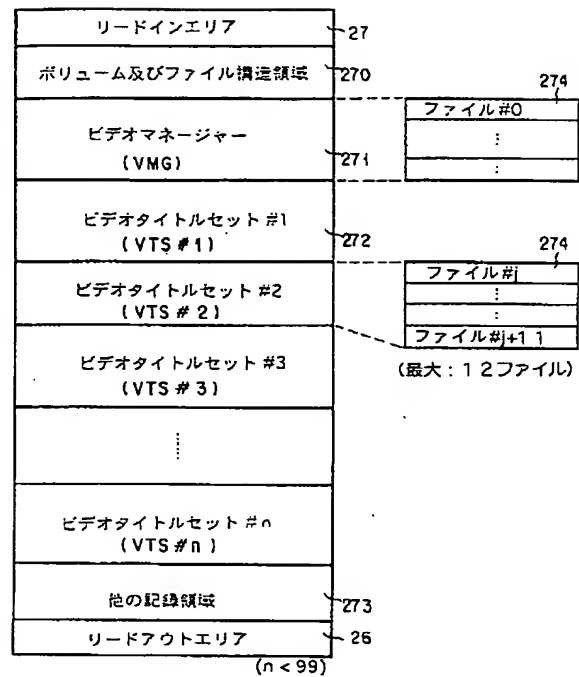 リードインエリア
27
ボリューム及びファイル構造領域
270
274
ファイル#0
ビデオマネージャー
(VMG)
271
ビデオタイトルセット #1
(VTS #1)
272
274
ビデオタイトルセット #2
(VTS #2)
ファイル#j
ファイル#j+11
(最大:12ファイル)
ビデオタイトルセット #3
(VTS #3)
ビデオタイトルセット #n
(VTS #n)
他の記録領域
273
リードアウトエリア
26
(n<99)